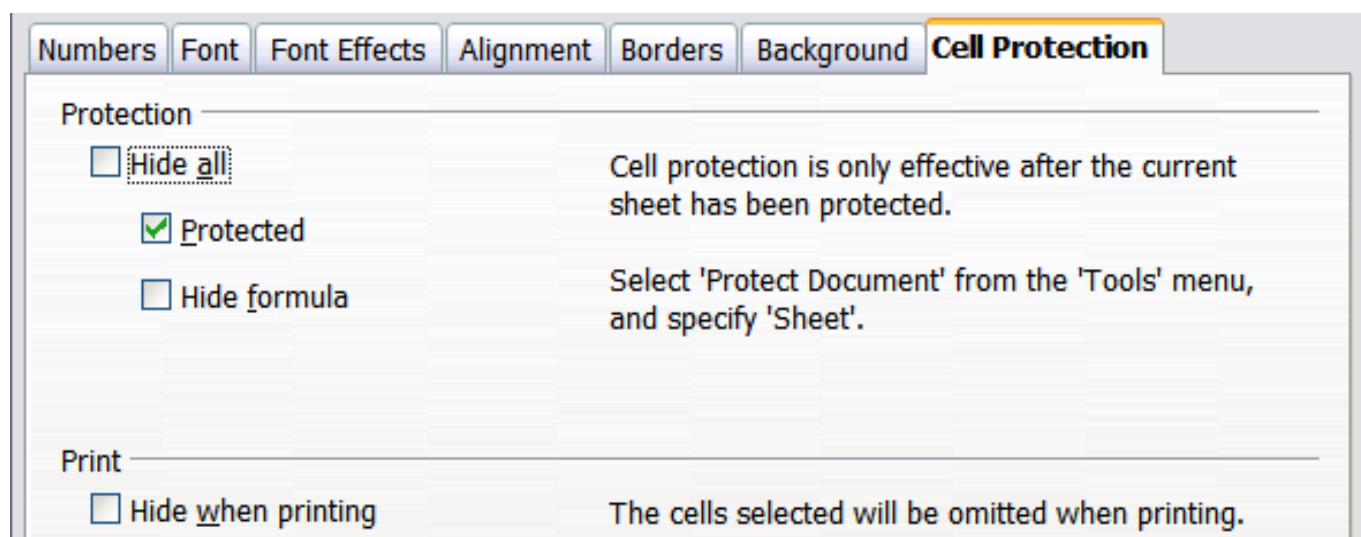 Numbers Font Font Effects Alignment Borders Background Cell Protection
Protection
Hide all
Cell protection is only effective after the current
sheet has been protected.
Protected
Hide formula
Select 'Protect Document' from the 'Tools' menu,
and specify 'Sheet'.
Print
Hide when printing
The cells selected will be omitted when printing.